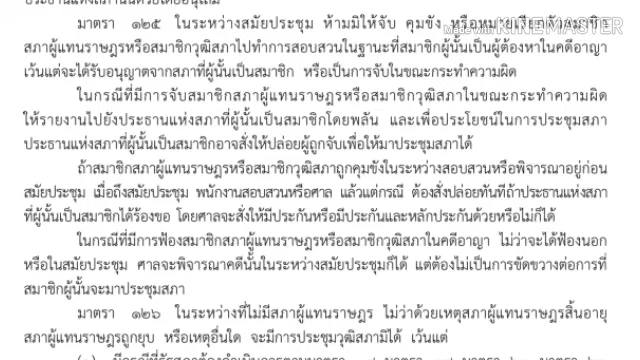 มาตรา ๑๒๕ ในระหว่างสมัยประชุม ห้ามมิให้จับ คุมขัง หรือหมายเรียกตัวสมาชิก
Made with KINEMASTER
สภาผู้แทนราษฎรหรือสมาชิกวุฒิสภาไปทำการสอบสวนในฐานะที่สมาชิกผู้นั้นเป็นผู้ต้องหาในคดีอาญา
เว้นแต่จะได้รับอนุญาตจากสภาที่ผู้นั้นเป็นสมาชิก หรือเป็นการจับในขณะกระทำความผิด
ในกรณีที่มีการจับสมาชิกสภาผู้แทนราษฎรหรือสมาชิกวุฒิสภาในขณะกระทำความผิด
ให้รายงานไปยังประธานแห่งสภาที่ผู้นั้นเป็นสมาชิกโดยพลัน และเพื่อประโยชน์ในการประชุมสภา
ประธานแห่งสภาที่ผู้นั้นเป็นสมาชิกอาจสั่งให้ปล่อยผู้ถูกจับเพื่อให้มาประชุมสภาได้
ถ้าสมาชิกสภาผู้แทนราษฎรหรือสมาชิกวุฒิสภาถูกคุมขังในระหว่างสอบสวนหรือพิจารณาอยู่ก่อน
สมัยประชุม เมื่อถึงสมัยประชุม พนักงานสอบสวนหรือศาล แล้วแต่กรณี ต้องสั่งปล่อยทันทีถ้าประธานแห่งสภา
ที่ผู้นั้นเป็นสมาชิกได้ร้องขอ โดยศาลจะสั่งให้มีประกันหรือมีประกันและหลักประกันด้วยหรือไม่ก็ได้
ในกรณีที่มีการฟ้องสมาชิกสภาผู้แทนราษฎรหรือสมาชิกวุฒิสภาในคดีอาญา ไม่ว่าจะได้ฟ้องนอก
หรือในสมัยประชุม ศาลจะพิจารณาคดีนั้นในระหว่างสมัยประชุมก็ได้ แต่ต้องไม่เป็นการขัดขวางต่อการที่
สมาชิกผู้นั้นจะมาประชุมสภา
มาตรา ๑๒๖ ในระหว่างที่ไม่มีสภาผู้แทนราษฎร ไม่ว่าด้วยเหตุสภาผู้แทนราษฎรสิ้นอายุ
สภาผู้แทนราษฎรถูกยุบ หรือเหตุอื่นใด จะมีการประชุมวุฒิสภามิได้ เว้นแต่